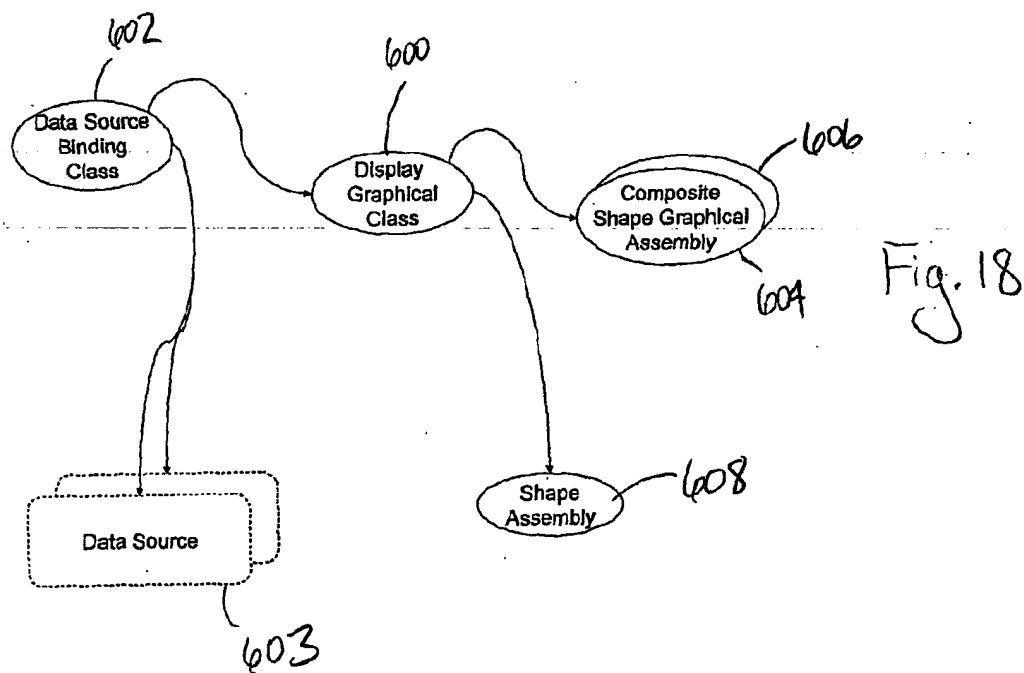 602
600
Data Source
Binding
Class
Display
Graphical
Class
606
Composite
Shape Graphical
Assembly
604
Fig. 18
Shape
Assembly
608
Data Source
603